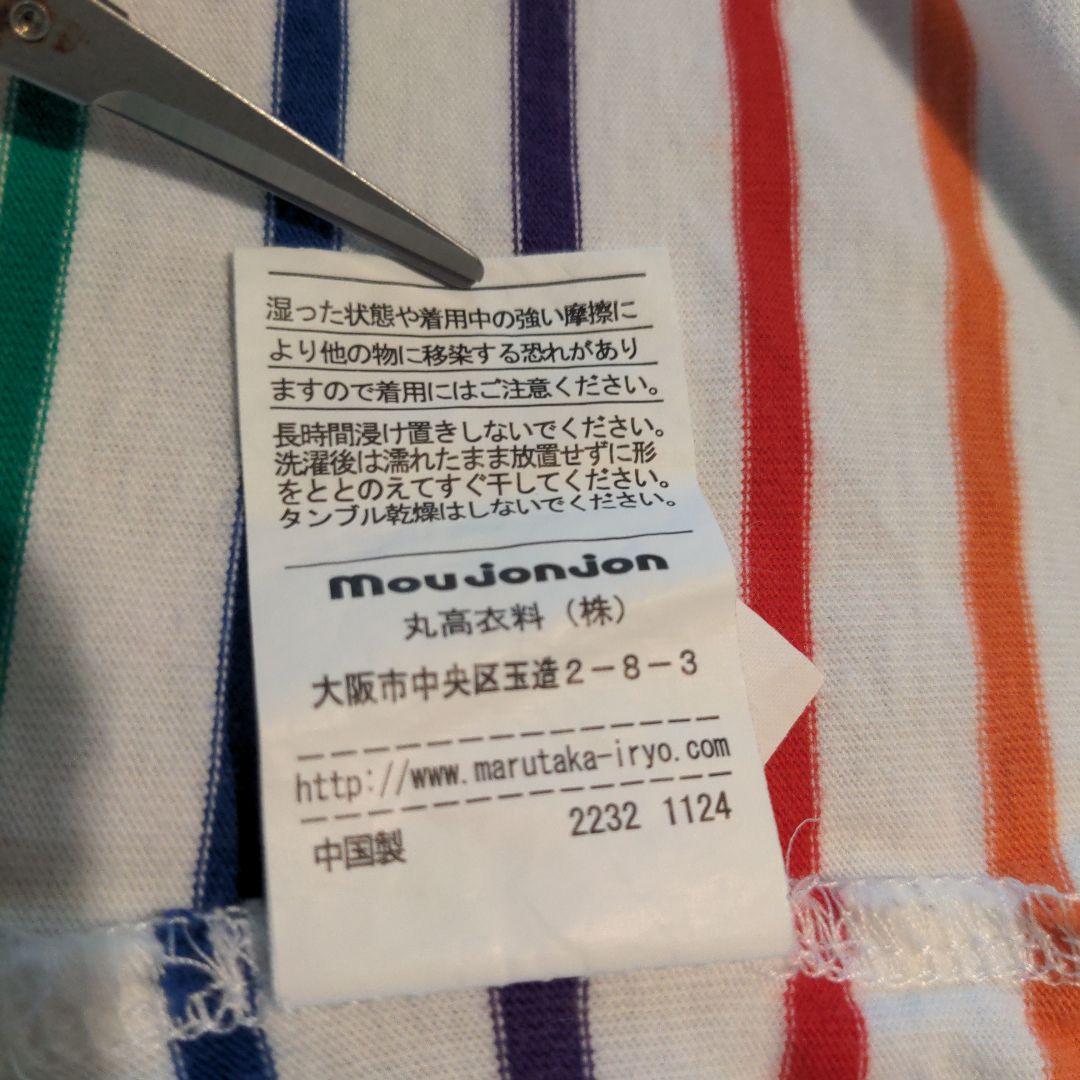 湿った状態や着用中の強い摩擦に
より他の物に移染する恐れがあり
ますので着用にはご注意ください。
長時間浸け置きしないでください。
洗濯後は濡れたまま放置せずに形
をととのえてすぐ干してください。
タンブル乾燥はしないでください。
moujonjon
丸高衣料（株）
大阪市中央区玉造2-8-3
http://www.marutaka-iryo.com
中国製 2232 1124